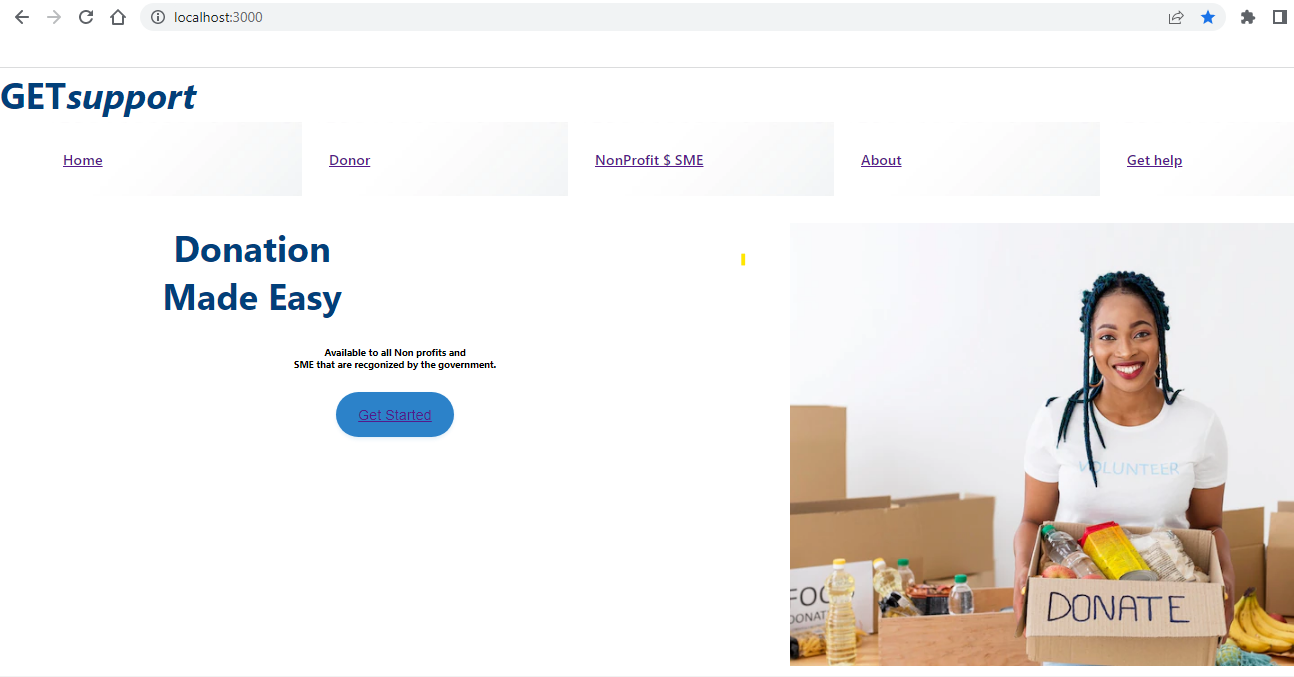 localhost:3000
GETsupport
Home Donor NonProfit $ SME About Get help
Donation
Made Easy
Available to all Non profits and
SME that are recgonized by the government.
Get Started
VOLUNTEER
FOO
DONATE
DONAT